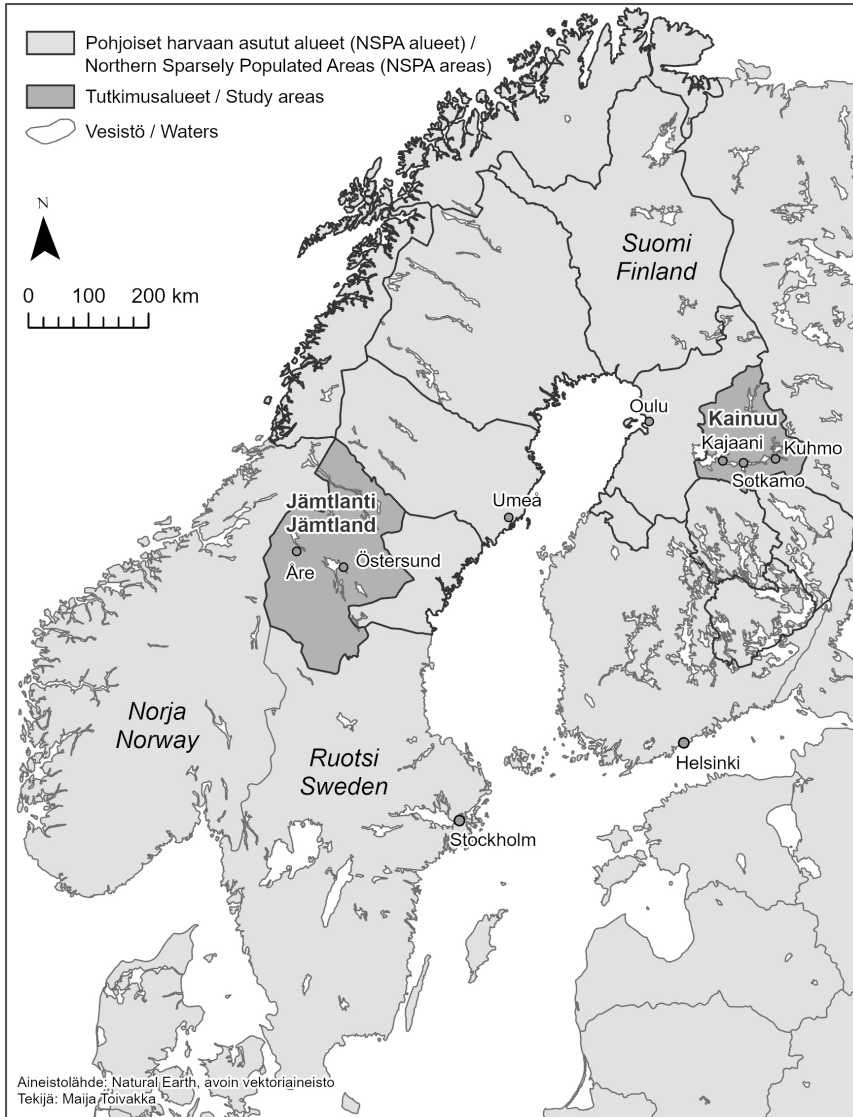 Pohjoiset harvaan asutut alueet (NSPA alueet) /
Northern Sparsely Populated Areas (NSPA areas)
Tutkimusalueet / Study areas
Vesistö / Waters
N
0 100 200 km
Suomi
Finland
Oulu
Kainuu
Kajaani
Kuhmo
Sotkamo
Umeå
Jämtlanti
Jämtland
Åre
Östersund
Norja
Norway
Ruotsi
Sweden
Helsinki
Stockholm
Aineistolähde: Natural Earth, avoin vektoriaineisto
Tekijä: Maija Toivakka